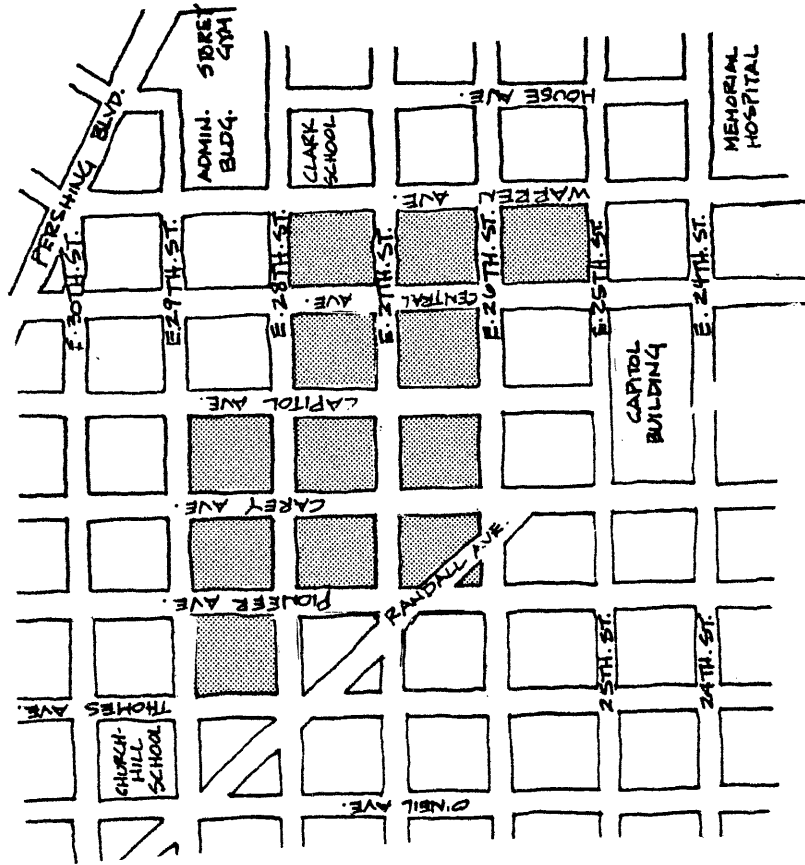 STOREY
GYM
ADMIN.
BLDG.
MEMORIAL
HOSPITAL
HOUSE AVE.
CLARK
SCHOOL
PERSHING BLVD.
WARREN AVE.
E. 30TH. ST.
E. 29TH. ST.
E. 28TH. ST.
E. 27TH. ST.
E. 26TH. ST.
E. 25TH. ST.
E. 24TH. ST.
CENTRAL AVE.
CAPITOL
BUILDING
CAPITOL AVE.
CAREY AVE.
RANDALL AVE.
PIONEER AVE.
25TH. ST.
24TH. ST.
THOMES AVE
CHURCH-
HILL
SCHOOL
O'NEIL AVE.